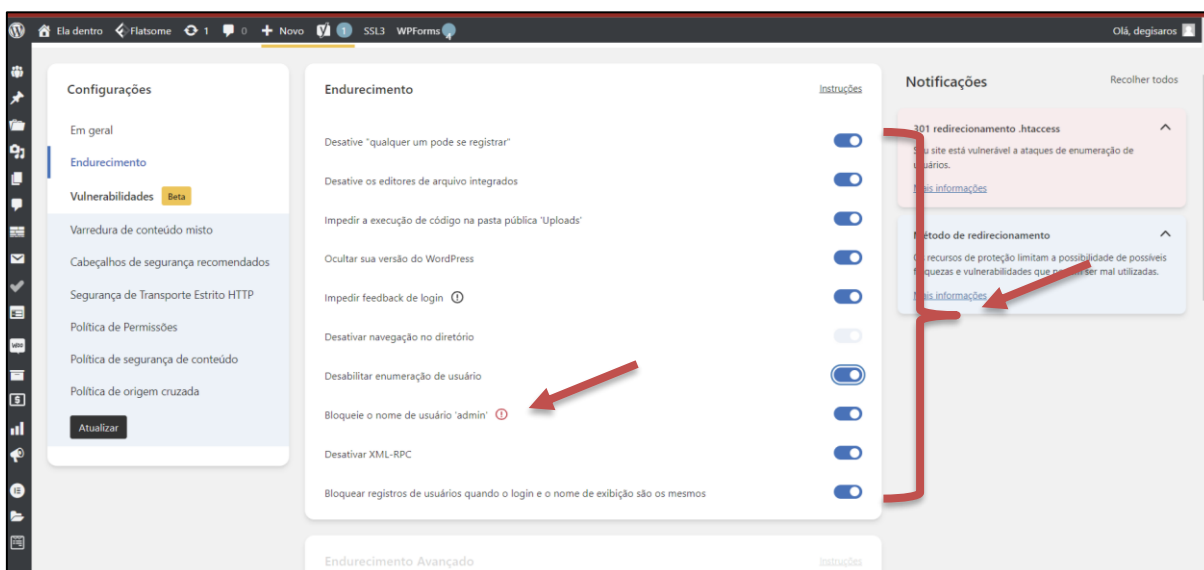 Ela dentro Flatsome 1 0 + Novo 1 SSL3 WPForms 4 Olá, degisaros
Configurações
Em geral
Endurecimento
Vulnerabilidades Beta
Varredura de conteúdo misto
Cabeçalhos de segurança recomendados
Segurança de Transporte Estrito HTTP
Política de Permissões
Política de segurança de conteúdo
Política de origem cruzada
Atualizar
Endurecimento Instruções
Desative "qualquer um pode se registrar"
Desative os editores de arquivo integrados
Impedir a execução de código na pasta pública 'Uploads'
Ocultar sua versão do WordPress
Impedir feedback de login
Desativar navegação no diretório
Desabilitar enumeração de usuário
Bloqueie o nome de usuário 'admin'
Desativar XML-RPC
Bloquear registros de usuários quando o login e o nome de exibição são os mesmos
Endurecimento Avançado Instruções
Notificações Recolher todos
301 redirecionamento .htaccess
site está vulnerável a ataques de enumeração de
usuários.
Mais informações
Método de redirecionamento
Os recursos de proteção limitam a possibilidade de possíveis
fraquezas e vulnerabilidades que ser mal utilizadas.
Mais informações